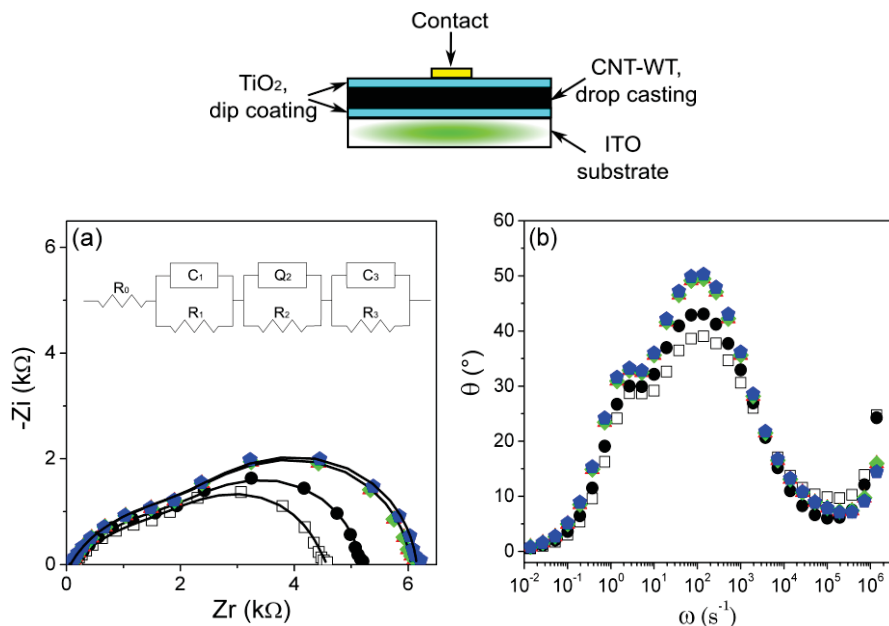 Contact
TiO₂,
dip coating
CNT-WT,
drop casting
ITO
substrate
(a)
R₀
C₁
R₁
Q₂
R₂
C₃
R₃
-Zi (kΩ)
6
4
2
0
0 2 4 6
Zr (kΩ)
(b)
θ (°)
60
50
40
30
20
10
0
10⁻² 10⁻¹ 10⁰ 10¹ 10² 10³ 10⁴ 10⁵ 10⁶
ω (s⁻¹)